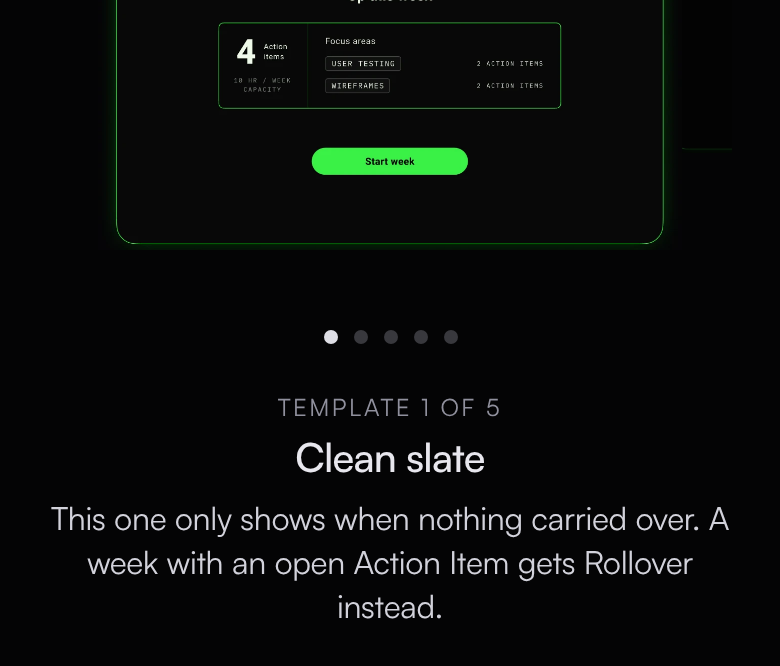 4 Action items
10 HR / WEEK
CAPACITY
Focus areas
USER TESTING 2 ACTION ITEMS
WIREFRAMES 2 ACTION ITEMS
Start week
TEMPLATE 1 OF 5
Clean slate
This one only shows when nothing carried over. A
week with an open Action Item gets Rollover
instead.